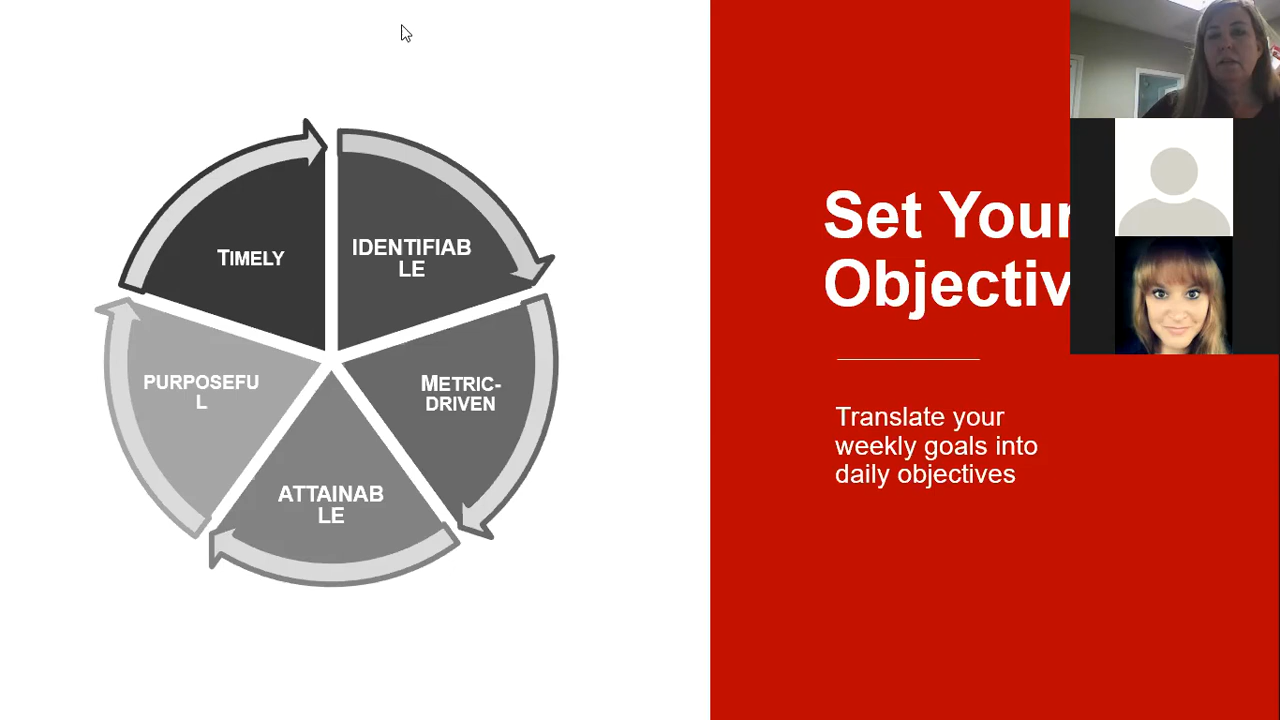 TIMELY
IDENTIFIAB
LE
METRIC-
DRIVEN
ATTAINAB
LE
PURPOSEFU
L
Set Your
Objectiv
Translate your
weekly goals into
daily objectives